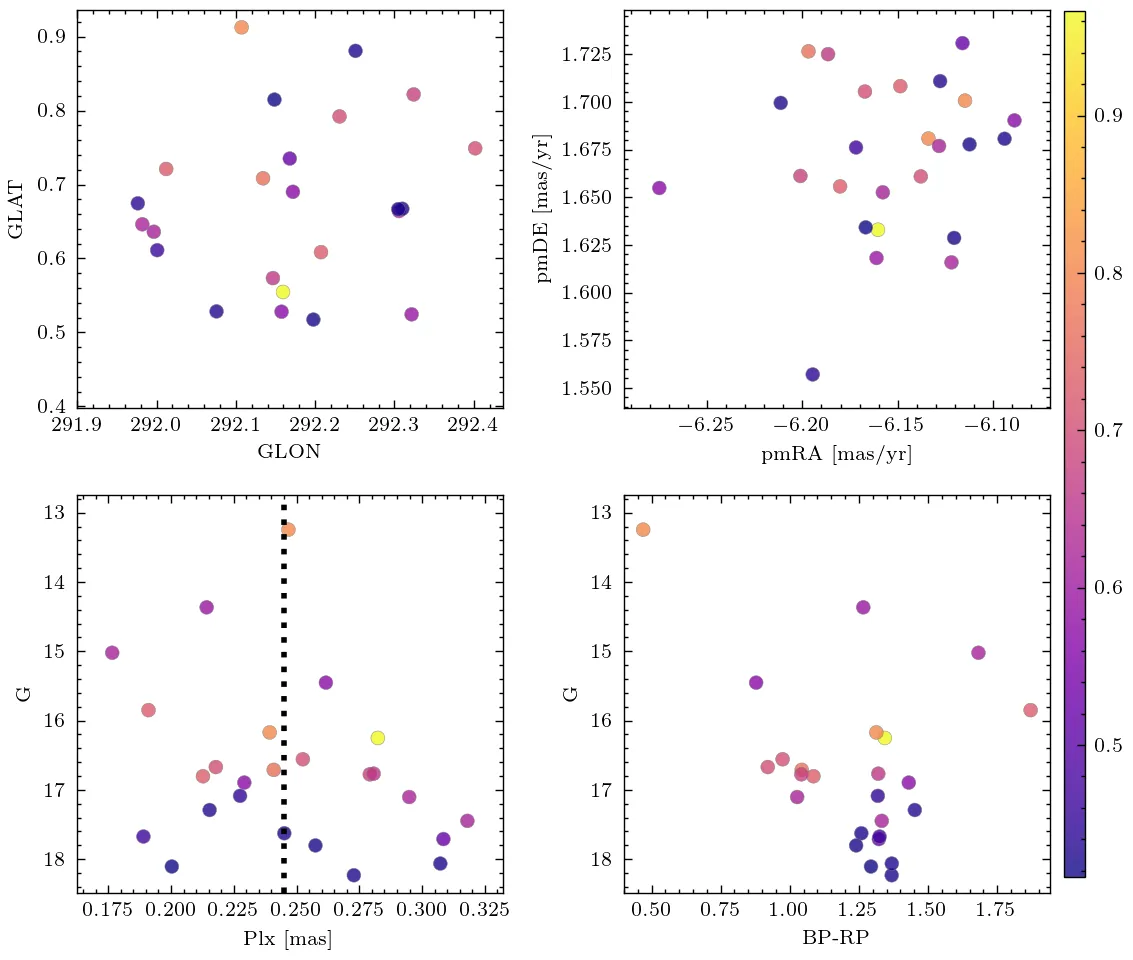 0.9
0.8
0.7
0.6
0.5
0.4
GLAT
291.9 292.0 292.1 292.2 292.3 292.4
GLON
1.725
1.700
1.675
1.650
1.625
1.600
1.575
1.550
pmDE [mas/yr]
−6.25 −6.20 −6.15 −6.10
pmRA [mas/yr]
13
14
15
16
17
18
G
0.175 0.200 0.225 0.250 0.275 0.300 0.325
Plx [mas]
13
14
15
16
17
18
G
0.50 0.75 1.00 1.25 1.50 1.75
BP-RP
0.9
0.8
0.7
0.6
0.5